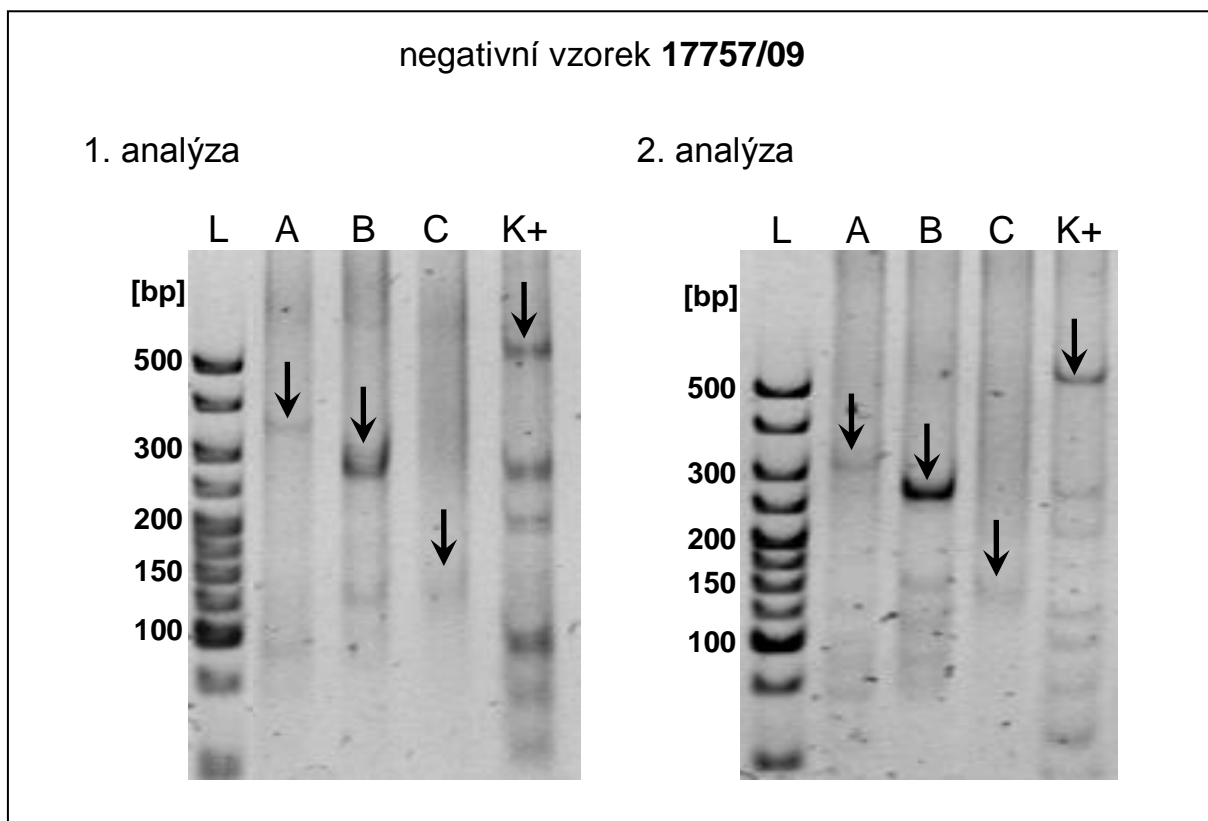 negativní vzorek 17757/09
1. analýza
L A B C K+
[bp]
500
300
200
150
100
2. analýza
L A B C K+
[bp]
500
300
200
150
100